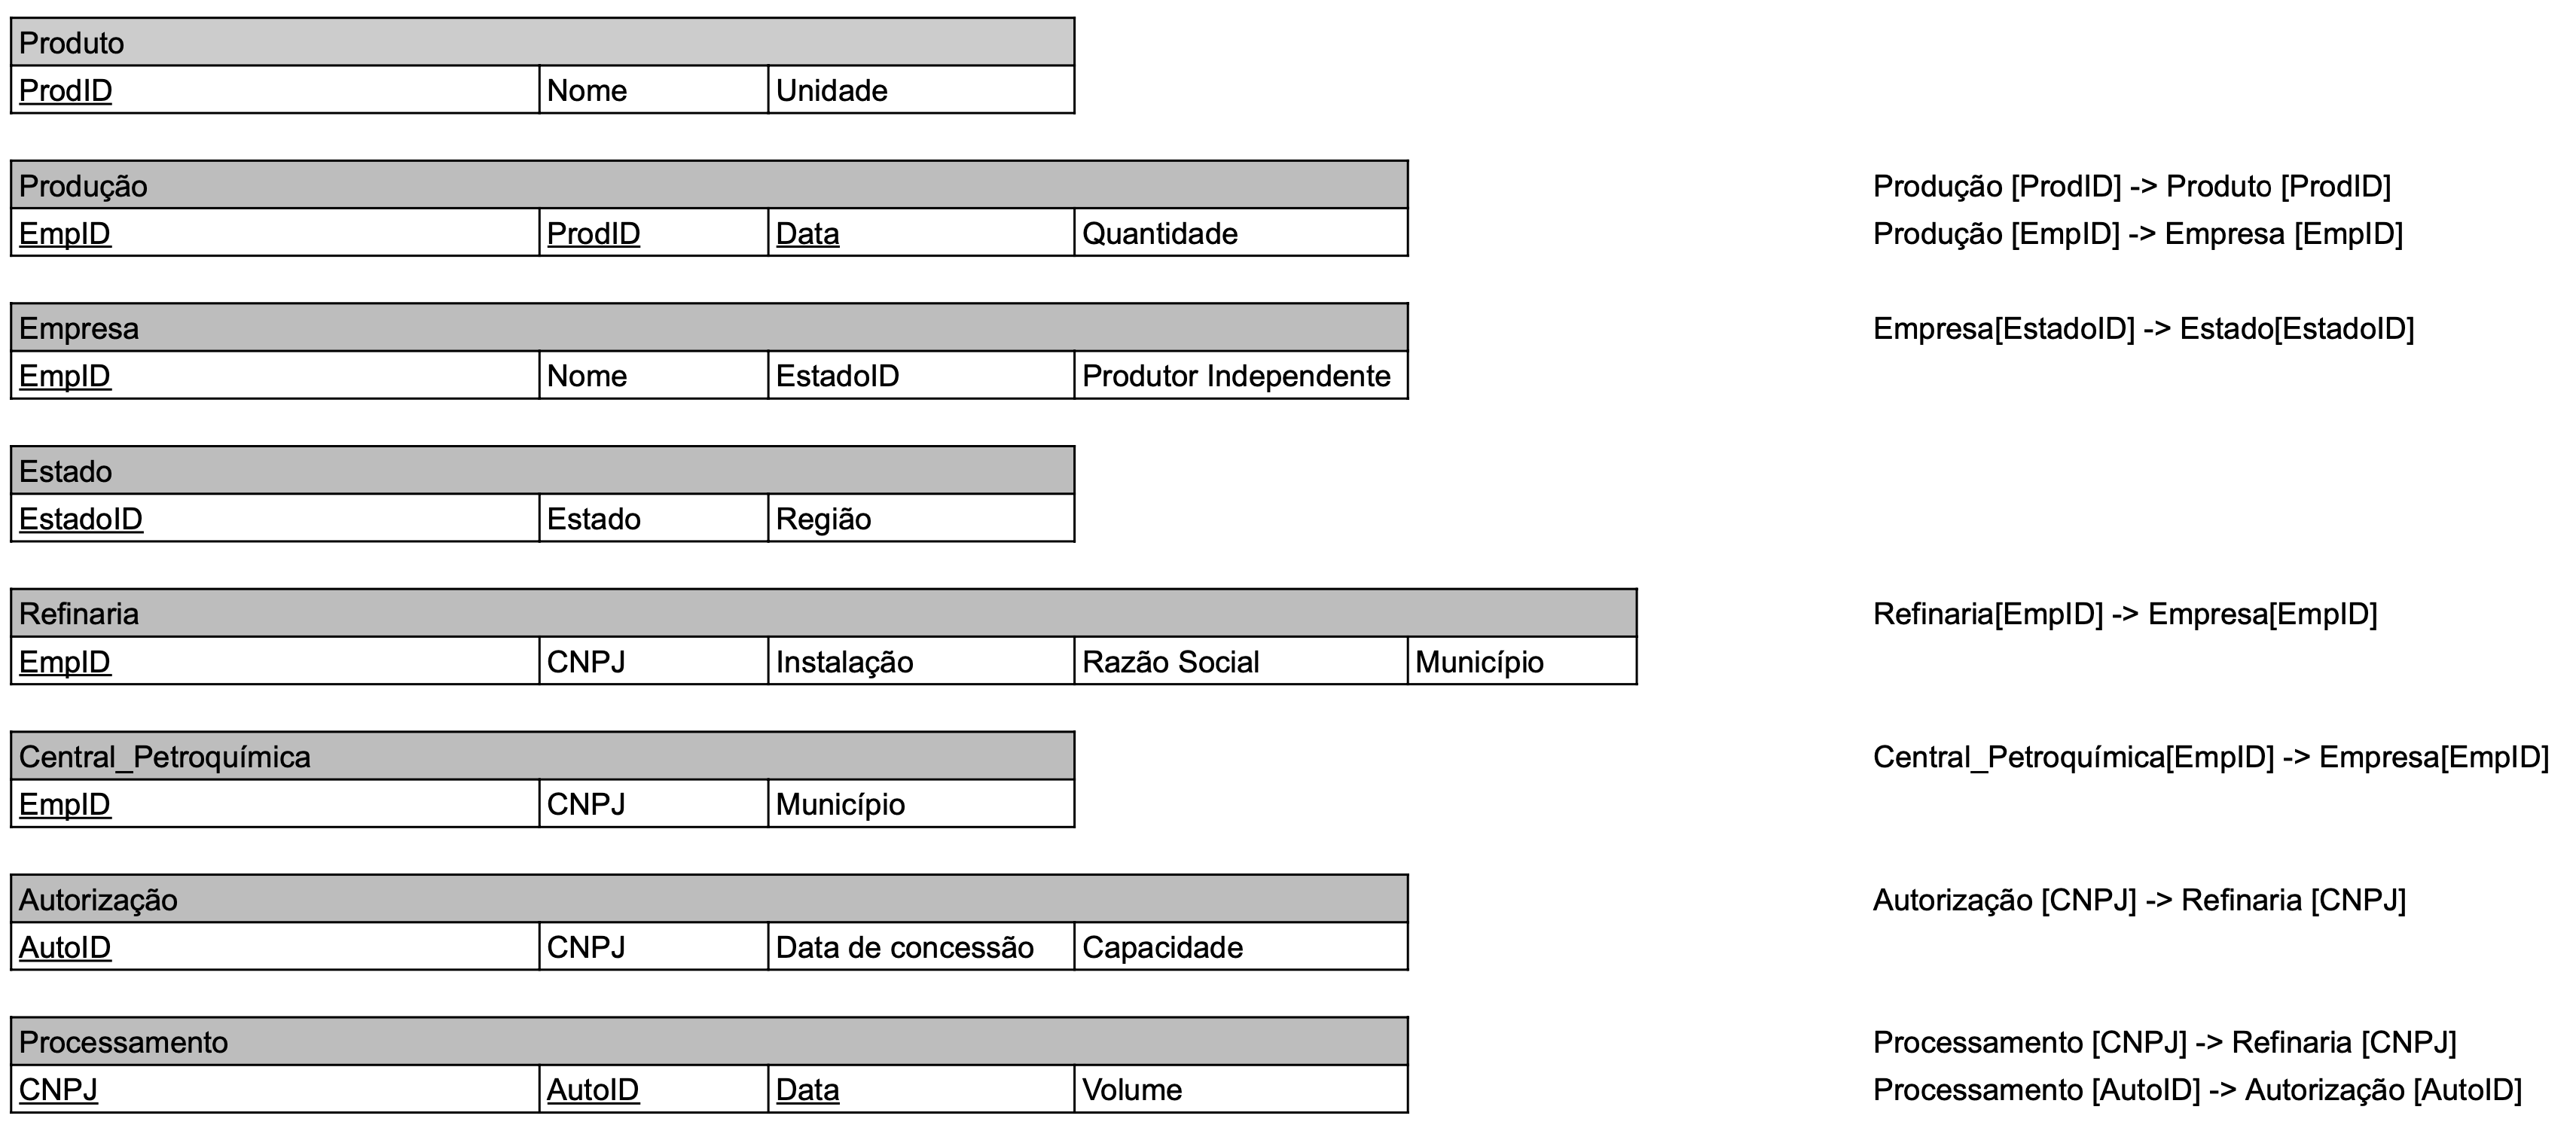 Produto
ProdID Nome Unidade
Produção Produção [ProdID] -> Produto [ProdID]
EmpID ProdID Data Quantidade Produção [EmpID] -> Empresa [EmpID]
Empresa Empresa[EstadoID] -> Estado[EstadoID]
EmpID Nome EstadoID Produtor Independente
Estado
EstadoID Estado Região
Refinaria Refinaria[EmpID] -> Empresa[EmpID]
EmpID CNPJ Instalação Razão Social Município
Central_Petroquímica Central_Petroquímica[EmpID] -> Empresa[EmpID]
EmpID CNPJ Município
Autorização Autorização [CNPJ] -> Refinaria [CNPJ]
AutoID CNPJ Data de concessão Capacidade
Processamento Processamento [CNPJ] -> Refinaria [CNPJ]
CNPJ AutoID Data Volume Processamento [AutoID] -> Autorização [AutoID]